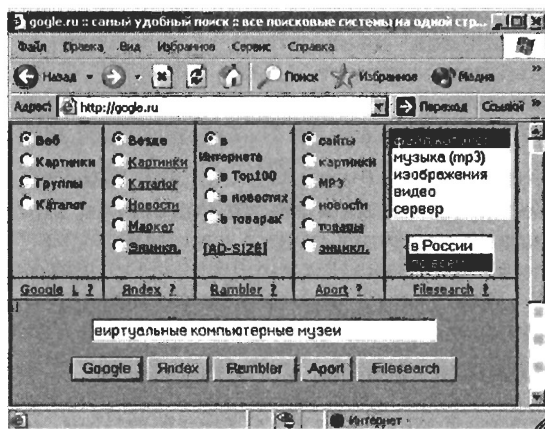 gogle.ru :: самый удобный поиск :: все поисковые системы на одной стр...
Файл Правка Вид Избранное Сервис Справка
Назад Поиск Избранное Медиа »
Адрес: http://gogle.ru Переход Ссылки »
Веб
Картинки
Группы
Каталог
Везде
Картинки
Каталог
Новости
Маркет
Энцикл.
в Интернете
в Top100
в новостях
в товарах
[AD-SIZE]
сайты
картинки
MP3
новости
товары
энцикл.
музыка (mp3)
изображения
видео
сервер
в России
Google L ? Яndex ? Rambler ? Aport ? Filesearch ?
виртуальные компьютерные музеи
Google Яndex Rambler Aport Filesearch
Интернет